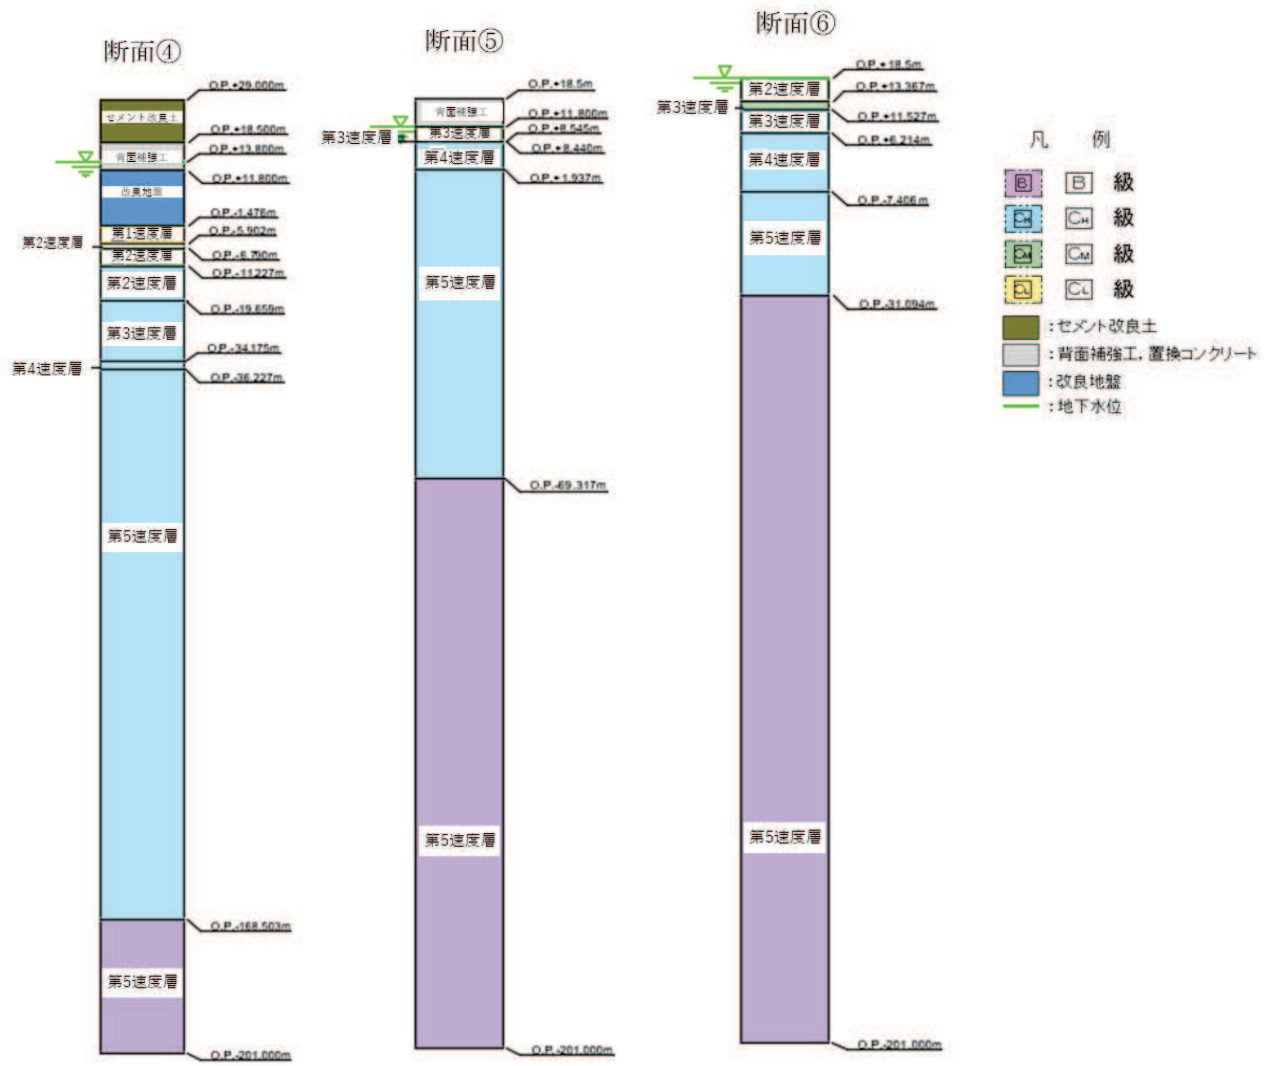 断面④
O.P.+29.000m
セメント改良土
O.P.+18.500m
背面補強工
O.P.+13.800m
O.P.+11.800m
改良地盤
O.P.-1.476m
第1速度層
O.P.-5.902m
第2速度層
O.P.-6.790m
第2速度層
O.P.-11.227m
第2速度層
O.P.-19.659m
第3速度層
O.P.-34.175m
第4速度層
O.P.-36.227m
第5速度層
O.P.-168.503m
第5速度層
O.P.-201.000m
断面⑤
O.P.+18.5m
背面補強工
O.P.+11.800m
第3速度層
O.P.+8.545m
第3速度層
O.P.+8.440m
第4速度層
O.P.+1.937m
第5速度層
O.P.-69.317m
第5速度層
O.P.-201.000m
断面⑥
O.P.+18.5m
第2速度層
O.P.+13.367m
第3速度層
O.P.+11.527m
第3速度層
O.P.+6.214m
第4速度層
O.P.-7.406m
第5速度層
O.P.-31.094m
第5速度層
O.P.-201.000m
凡 例
B B 級
CH CH 級
CM CM 級
CL CL 級
：セメント改良土
：背面補強工，置換コンクリート
：改良地盤
：地下水位